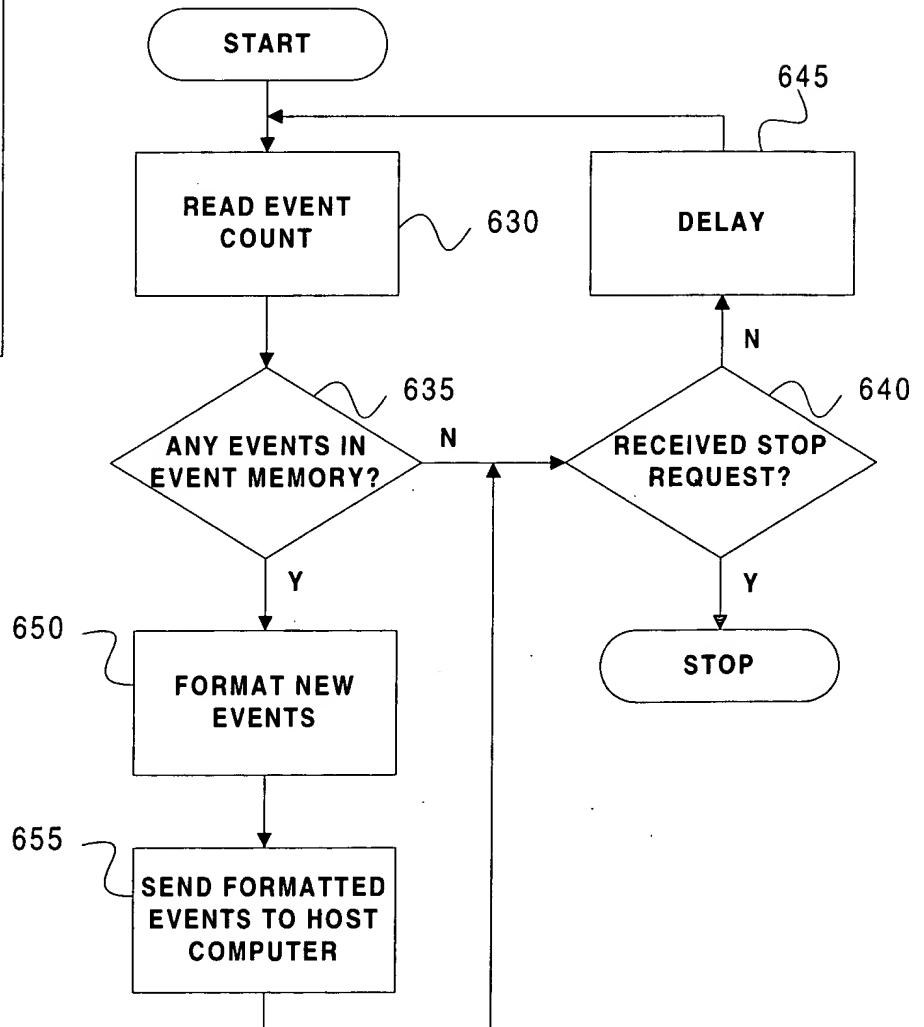 START
645
READ EVENT
COUNT
630
DELAY
N
635
640
ANY EVENTS IN
EVENT MEMORY?
N
RECEIVED STOP
REQUEST?
Y
Y
650
FORMAT NEW
EVENTS
STOP
655
SEND FORMATTED
EVENTS TO HOST
COMPUTER